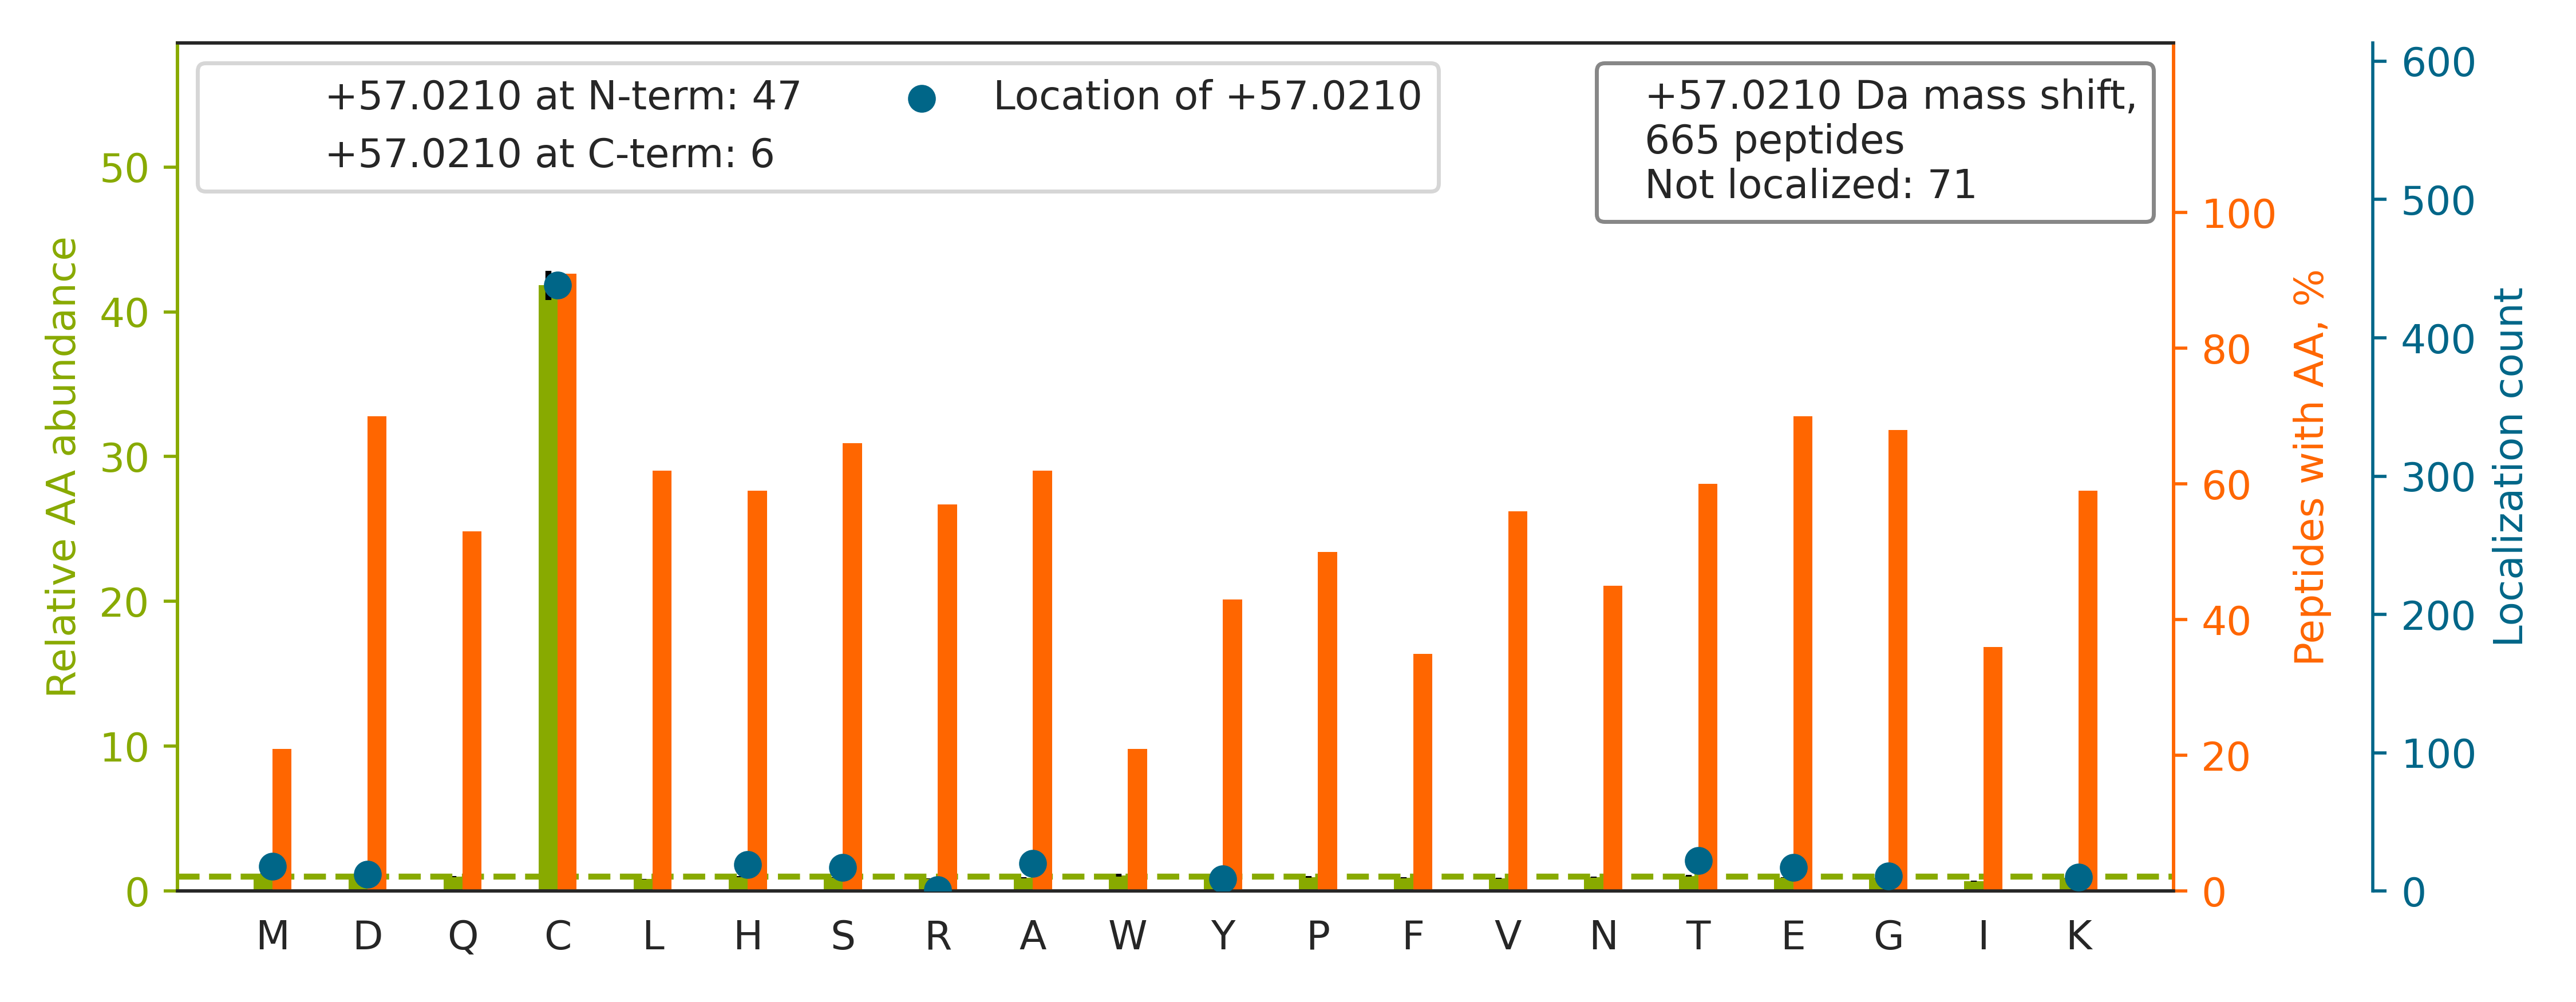 +57.0210 at N-term: 47
+57.0210 at C-term: 6
Location of +57.0210
+57.0210 Da mass shift,
665 peptides
Not localized: 71
Relative AA abundance
50
40
30
20
10
0
M D Q C L H S R A W Y P F V N T E G I K
100
80
60
40
20
0
Peptides with AA, %
600
500
400
300
200
100
0
Localization count